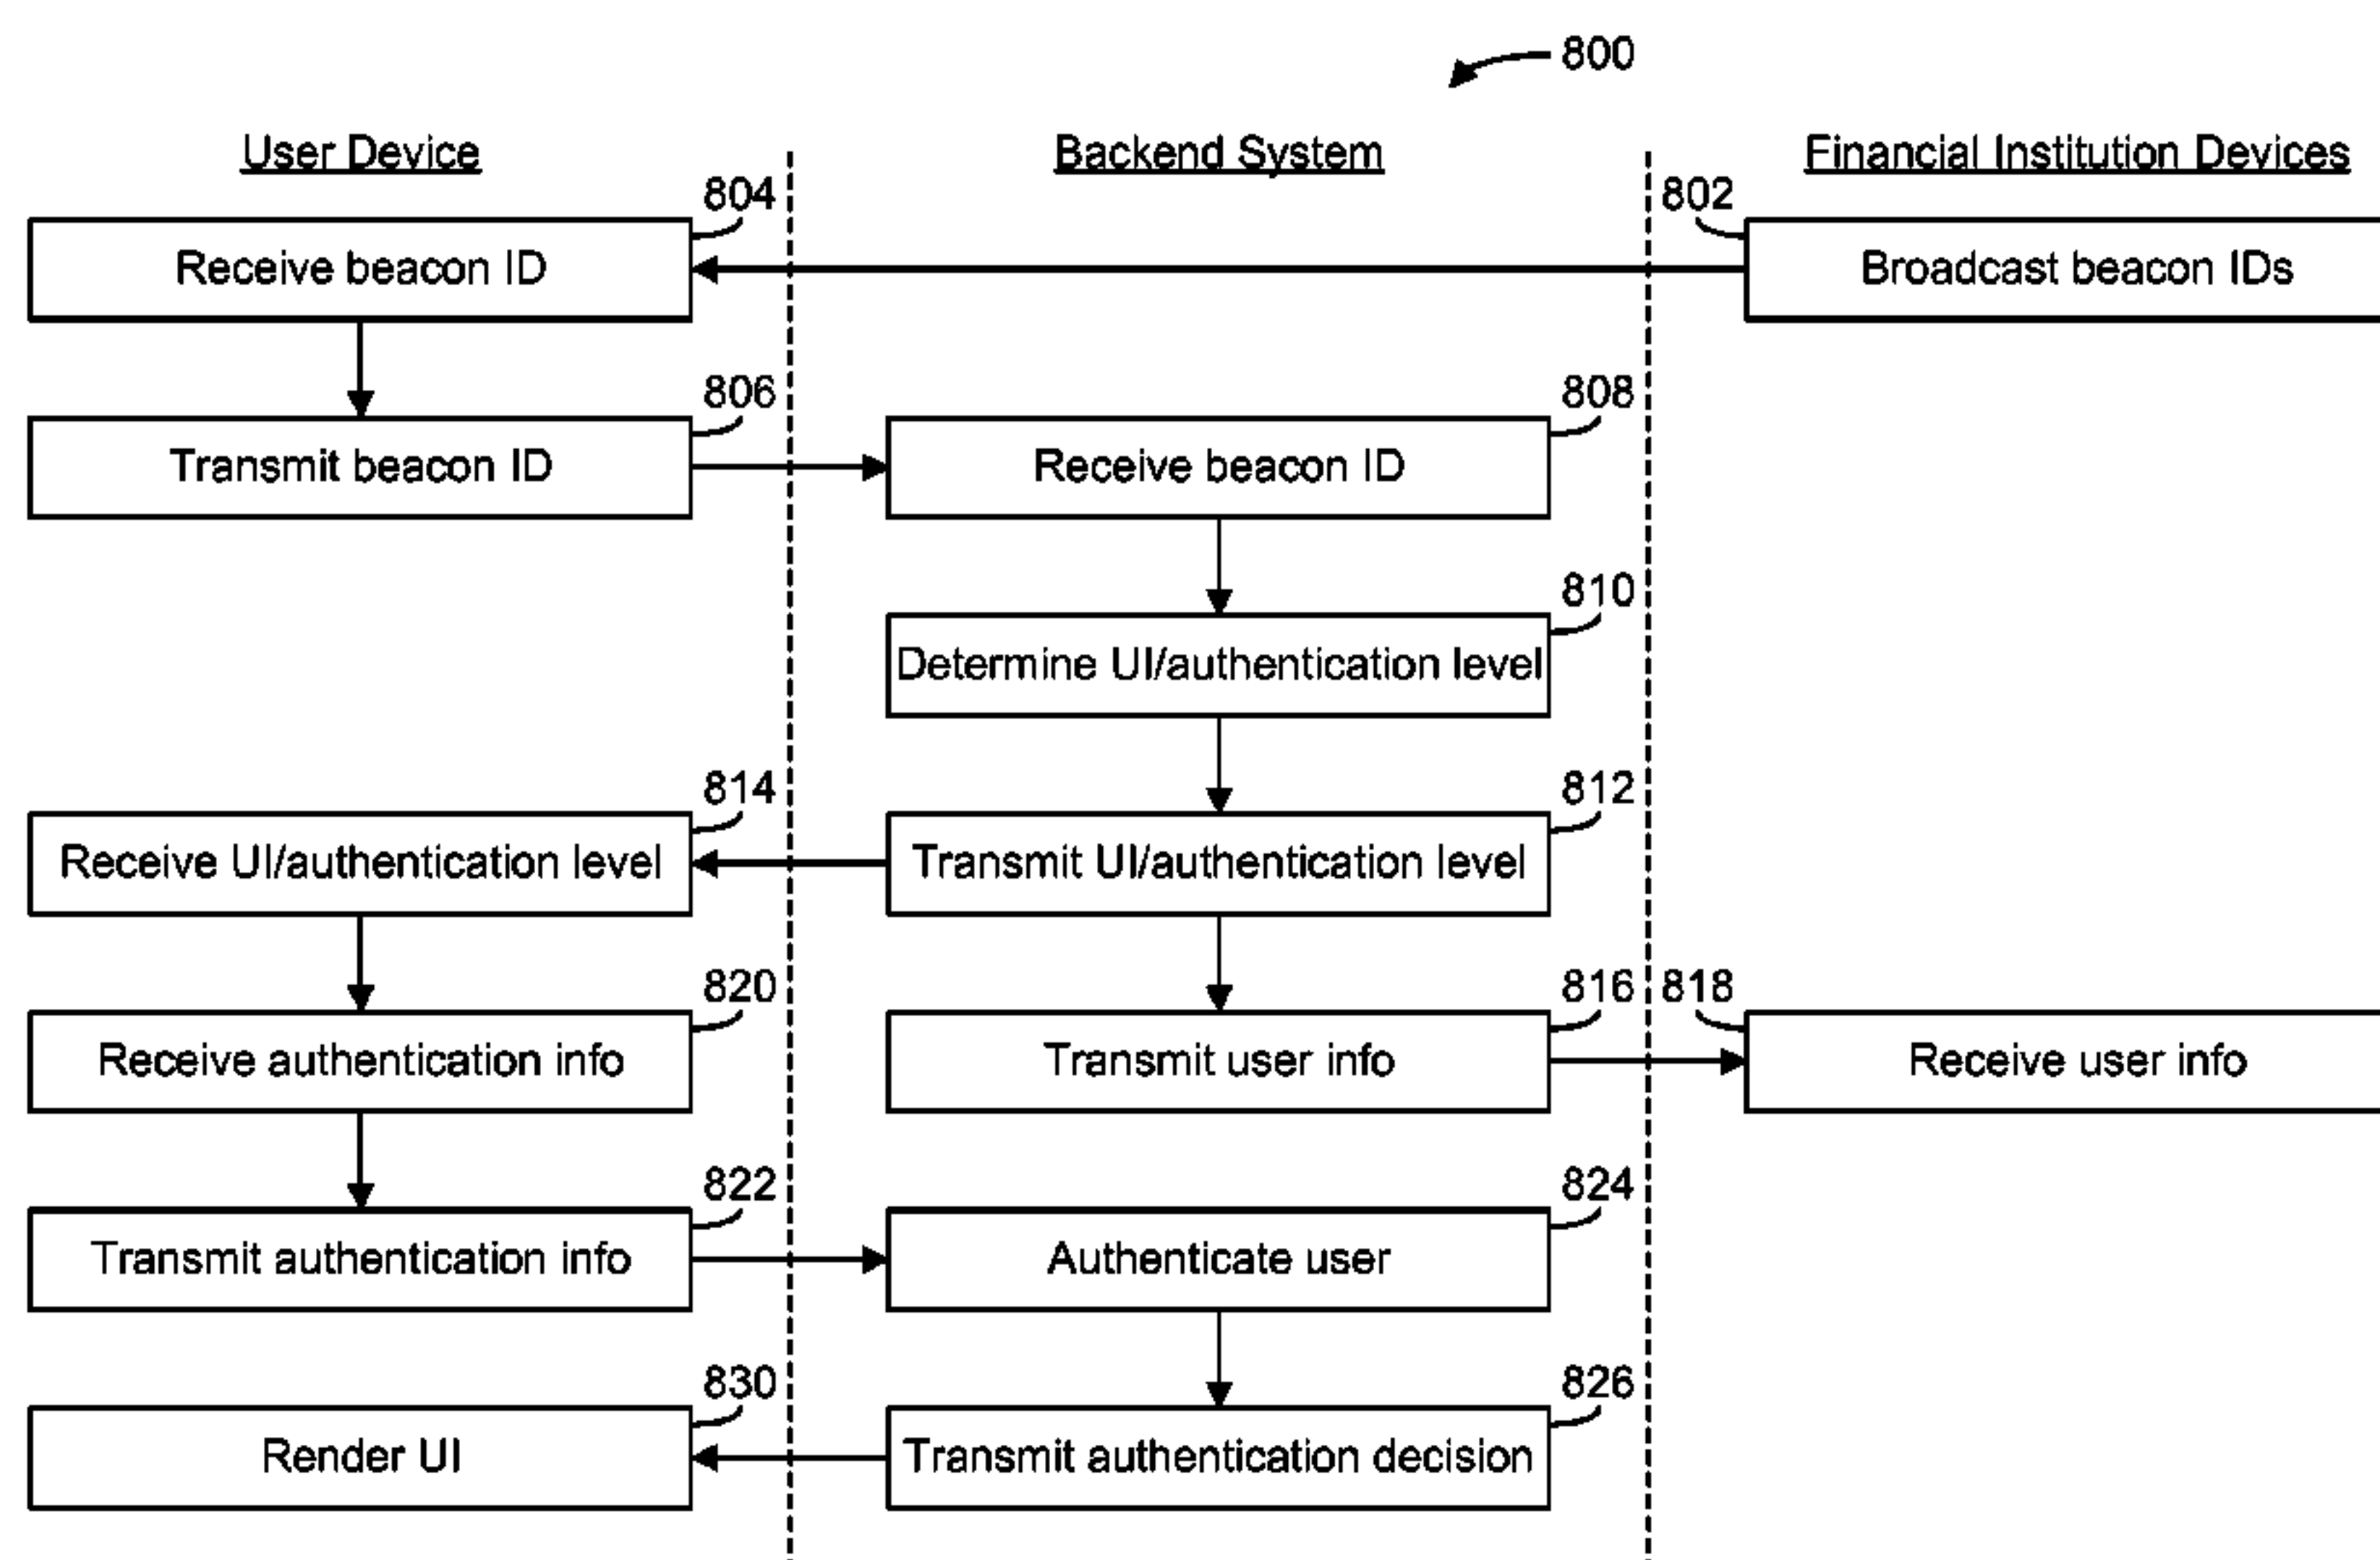 800
User Device
Backend System
Financial Institution Devices
804
802
Receive beacon ID
Broadcast beacon IDs
806
808
Transmit beacon ID
Receive beacon ID
810
Determine UI/authentication level
814
812
Receive UI/authentication level
Transmit UI/authentication level
820
816
818
Receive authentication info
Transmit user info
Receive user info
822
824
Transmit authentication info
Authenticate user
830
826
Render UI
Transmit authentication decision